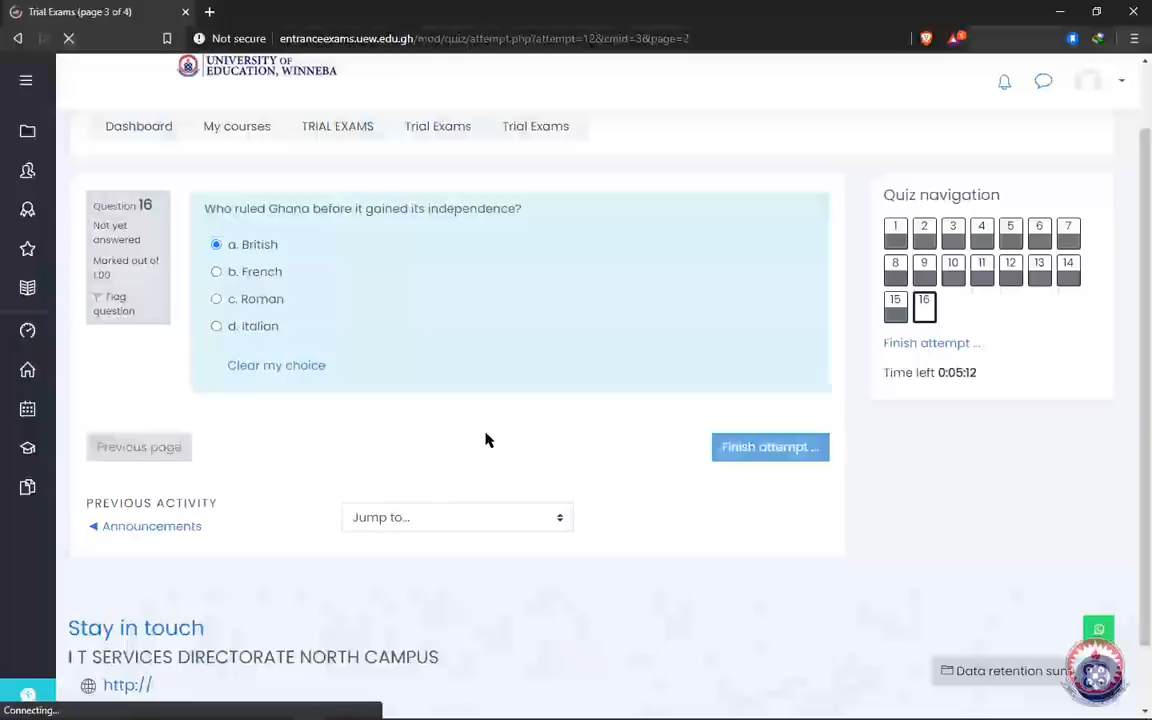 Trial Exams (page 3 of 4)
Not secure
entranceexams.uew.edu.gh/mod/quiz/attempt.php?attempt=12&cmid=3&page=2
UNIVERSITY OF
EDUCATION, WINNEBA
Dashboard
My courses
TRIAL EXAMS
Trial Exams
Trial Exams
Question 16
Not yet
answered
Marked out of
1.00
Flag
question
Who ruled Ghana before it gained its independence?
a. British
b. French
c. Roman
d. Italian
Clear my choice
Previous page
Finish attempt ...
PREVIOUS ACTIVITY
◄ Announcements
Jump to...
Quiz navigation
1 2 3 4 5 6 7
8 9 10 11 12 13 14
15 16
Finish attempt ...
Time left 0:05:12
Stay in touch
I T SERVICES DIRECTORATE NORTH CAMPUS
http://
Data retention
Connecting...